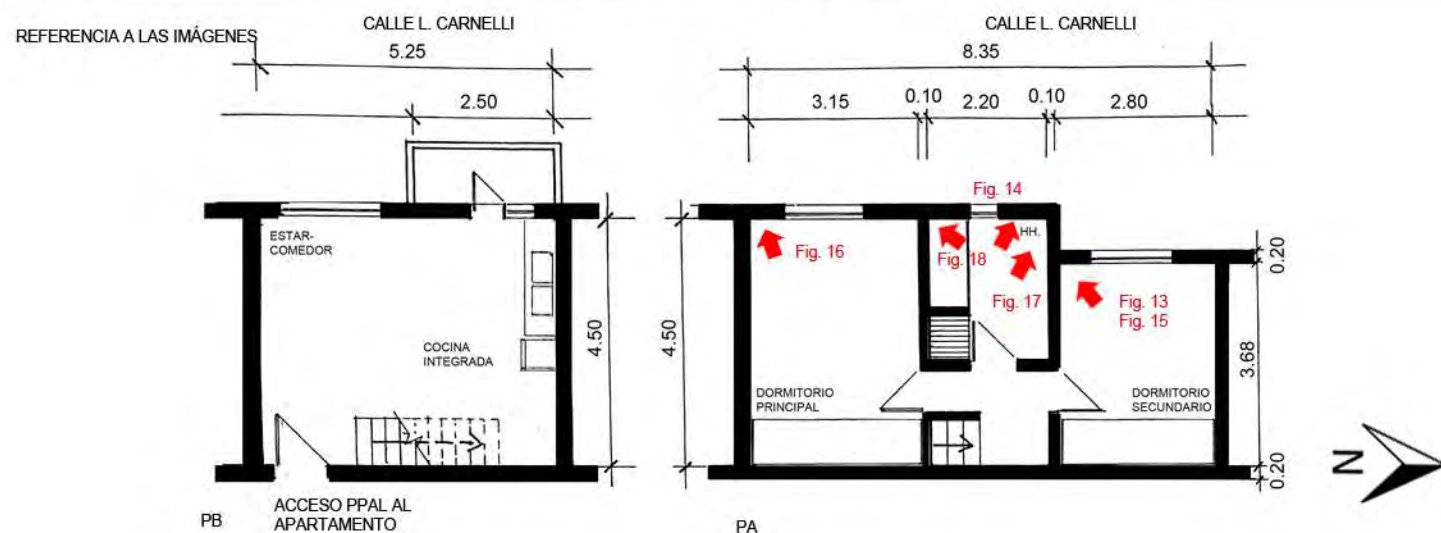 REFERENCIA A LAS IMÁGENES
CALLE L. CARNELLI
5.25
2.50
ESTAR-
COMEDOR
COCINA
INTEGRADA
4.50
ACCESO PPAL AL
APARTAMENTO
PB
CALLE L. CARNELLI
8.35
3.15
0.10
2.20
0.10
2.80
Fig. 14
HH.
Fig. 16
Fig. 18
Fig. 17
Fig. 13
Fig. 15
4.50
0.20
3.68
0.20
DORMITORIO
PRINCIPAL
DORMITORIO
SECUNDARIO
PA
N